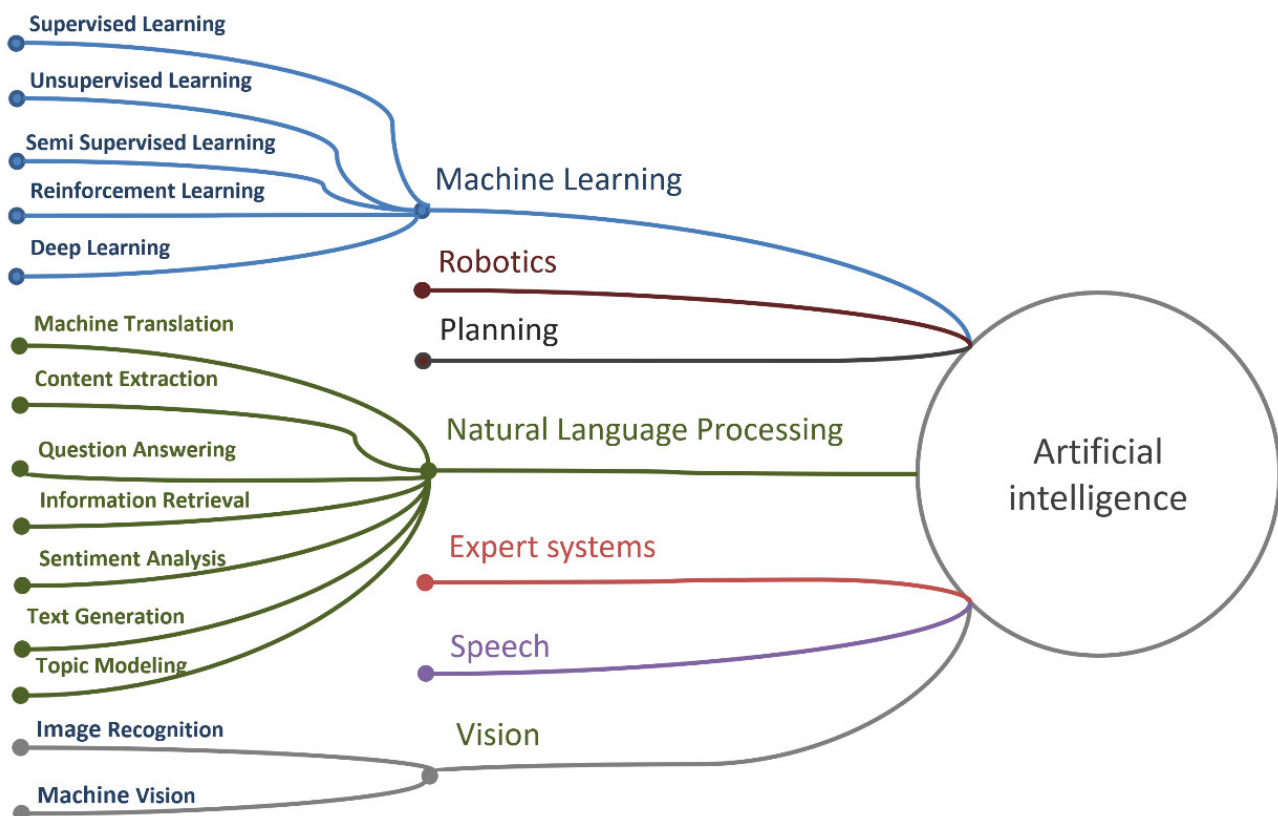 Supervised Learning
Unsupervised Learning
Semi Supervised Learning
Reinforcement Learning
Deep Learning
Machine Learning
Robotics
Planning
Machine Translation
Content Extraction
Question Answering
Information Retrieval
Sentiment Analysis
Text Generation
Topic Modeling
Natural Language Processing
Expert systems
Speech
Image Recognition
Machine Vision
Vision
Artificial
intelligence